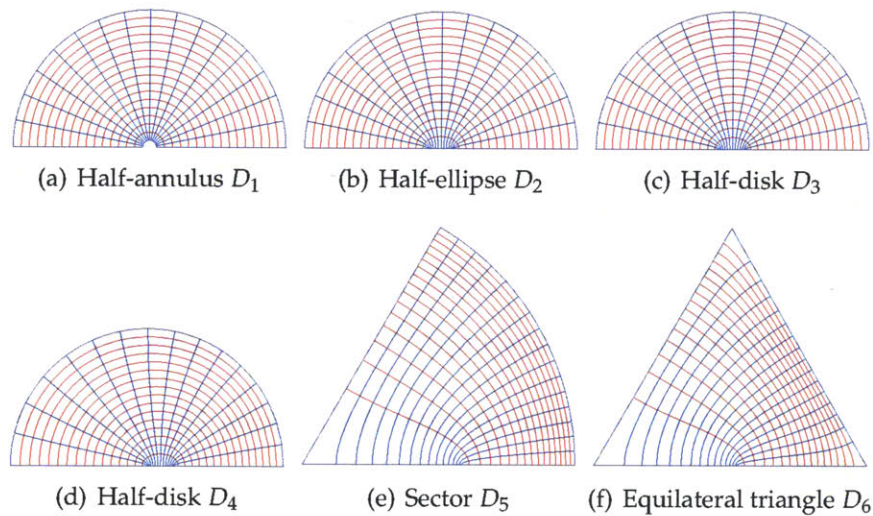 (a) Half-annulus D₁
(b) Half-ellipse D₂
(c) Half-disk D₃
(d) Half-disk D₄
(e) Sector D₅
(f) Equilateral triangle D₆